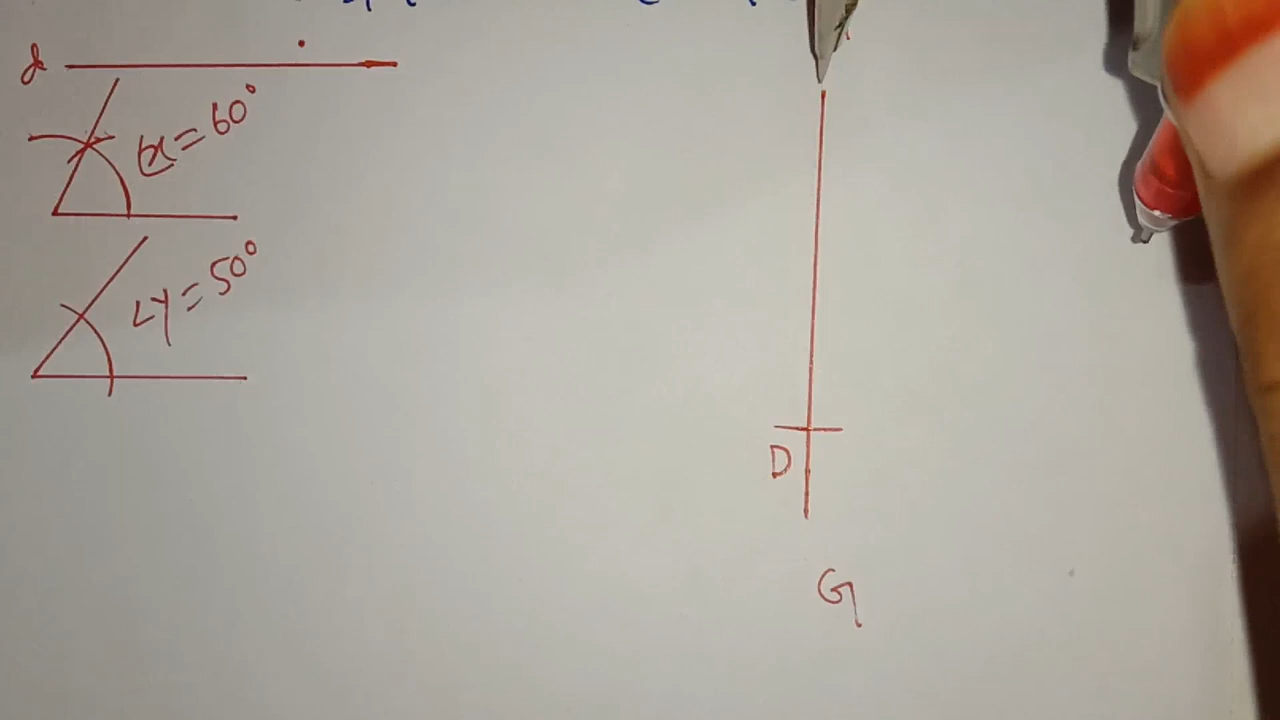 d
∠x = 60°
∠y = 50°
D
G